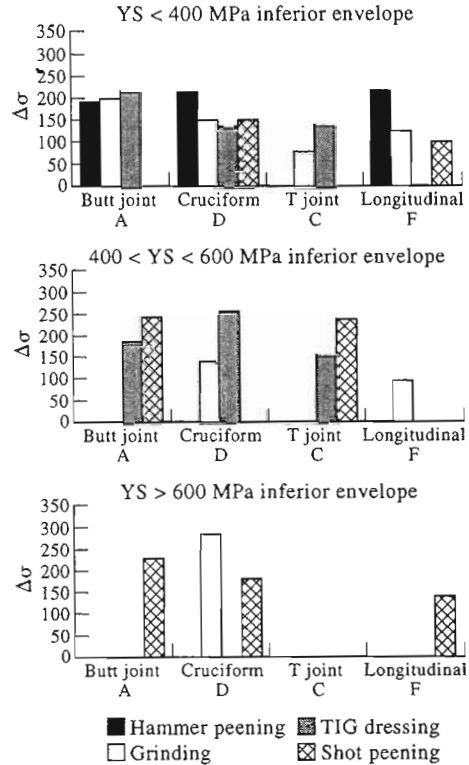 YS < 400 MPa inferior envelope
350
300
250
200
150
100
50
0
Δσ
Butt joint Cruciform T joint Longitudinal
A D C F
400 < YS < 600 MPa inferior envelope
350
300
250
200
150
100
50
0
Δσ
Butt joint Cruciform T joint Longitudinal
A D C F
YS > 600 MPa inferior envelope
350
300
250
200
150
100
50
0
Δσ
Butt joint Cruciform T joint Longitudinal
A D C F
Hammer peening TIG dressing
Grinding Shot peening